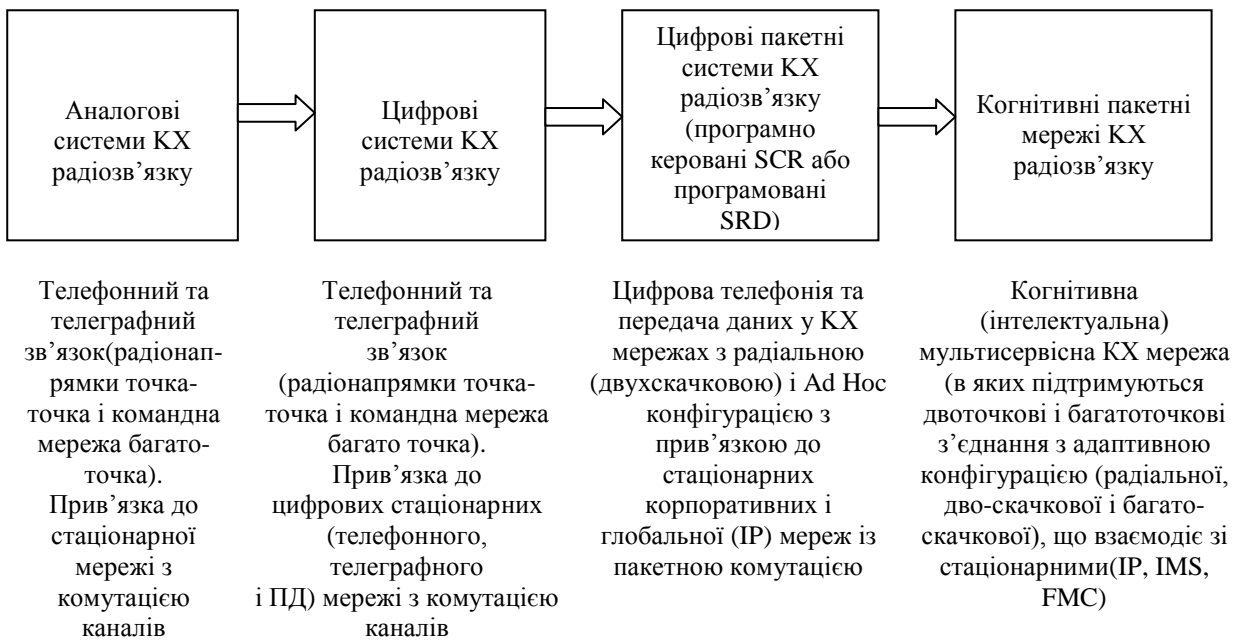 Аналогові
системи КХ
радіозв’язку
Цифрові
системи КХ
радіозв’язку
Цифрові пакетні
системи КХ
радіозв’язку
(програмно
керовані SCR або
програмовані
SRD)
Когнитивні пакетні
мережі КХ
радіозв’язку
Телефонний та
телеграфний
зв’язок(радіонап-
рямки точка-
точка і командна
мережа багато-
точка).
Прив’язка до
стаціонарної
мережі з
комутацією
каналів
Телефонний та
телеграфний
зв’язок
(радіонапрямки точка-
точка і командна мережа
багато точка).
Прив’язка до
цифрових стаціонарних
(телефонного,
телеграфного
і ПД) мережі з комутацією
каналів
Цифрова телефонія та
передача даних у КХ
мережах з радіальною
(двухскачковою) і Ad Hoc
конфігурацією з
прив’язкою до
стаціонарних
корпоративних і
глобальної (IP) мереж із
пакетною комутацією
Когнитивна
(інтелектуальна)
мультисервісна КХ мережа
(в яких підтримуються
двоточкові і багатоточкові
з’єднання з адаптивною
конфігурацією (радіальної,
дво-скачкової і багато-
скачкової), що взаємодіє зі
стаціонарними(IP, IMS,
FMC)